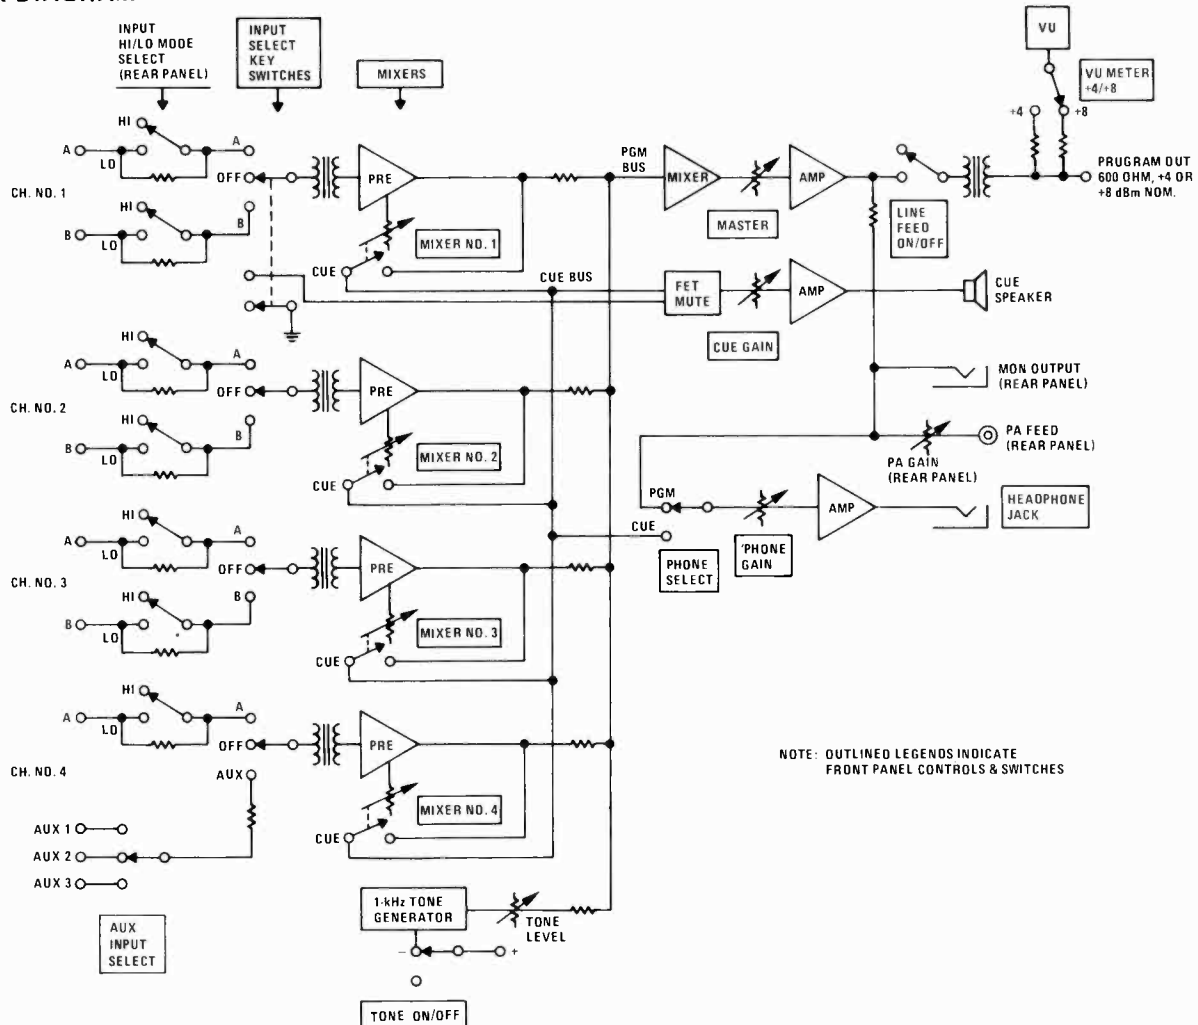 INPUT
HI/LO MODE
SELECT
(REAR PANEL)
INPUT
SELECT
KEY
SWITCHES
MIXERS
VU
VU METER
+4/+8
+4
+8
HI
A
LO
A
OFF
CH. NO. 1
HI
B
LO
B
PRE
MIXER NO. 1
CUE
PGM
BUS
MIXER
MASTER
AMP
LINE
FEED
ON/OFF
PRUGRAM OUT
600 OHM, +4 OR
+8 dBm NOM.
CUE BUS
FET
MUTE
CUE GAIN
AMP
CUE
SPEAKER
HI
A
LO
A
OFF
CH. NO. 2
HI
B
LO
B
PRE
MIXER NO. 2
CUE
MON OUTPUT
(REAR PANEL)
PA FEED
(REAR PANEL)
PA GAIN
(REAR PANEL)
PGM
CUE
PHONE
SELECT
'PHONE
GAIN
AMP
HEADPHONE
JACK
HI
A
LO
A
OFF
CH. NO. 3
HI
B
LO
B
PRE
MIXER NO. 3
CUE
HI
A
LO
A
OFF
CH. NO. 4
AUX
PRE
MIXER NO. 4
CUE
NOTE: OUTLINED LEGENDS INDICATE
FRONT PANEL CONTROLS & SWITCHES
AUX 1
AUX 2
AUX 3
AUX
INPUT
SELECT
1-kHz TONE
GENERATOR
TONE
LEVEL
-
+
TONE ON/OFF